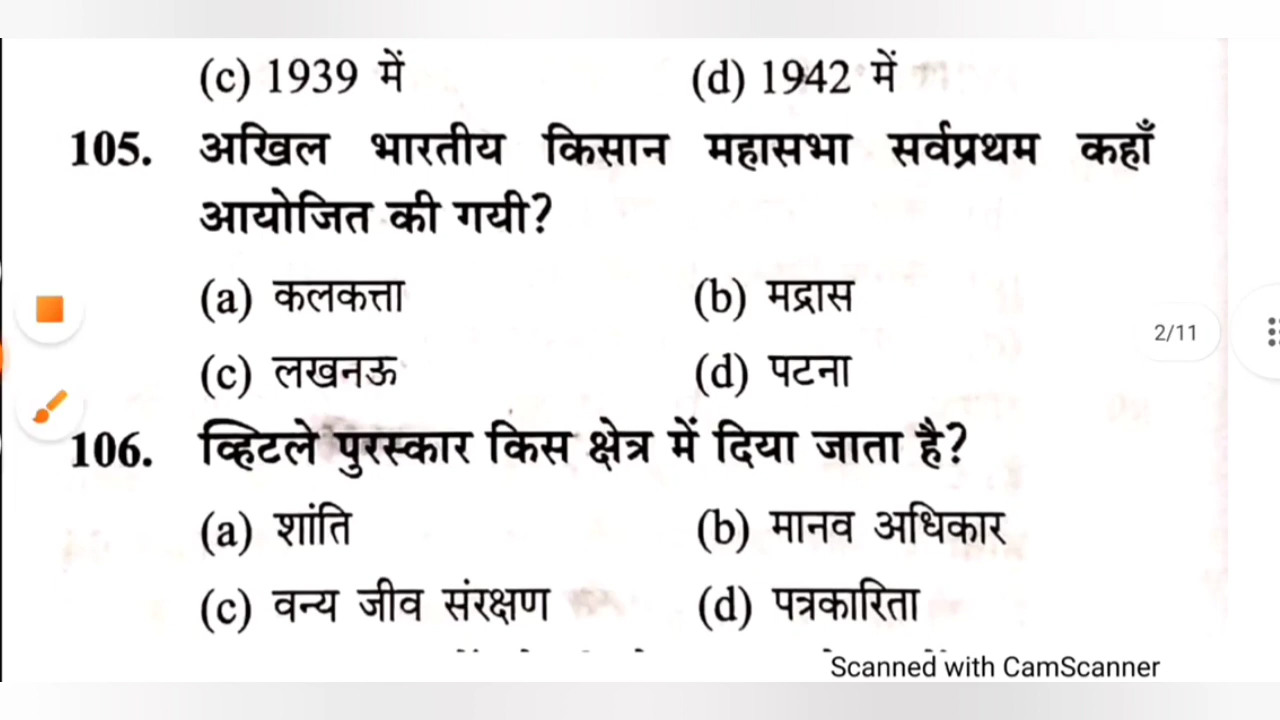 (c) 1939 में (d) 1942 में
105. अखिल भारतीय किसान महासभा सर्वप्रथम कहाँ
आयोजित की गयी?
(a) कलकत्ता (b) मद्रास
2/11
(c) लखनऊ (d) पटना
106. व्हिटले पुरस्कार किस क्षेत्र में दिया जाता है?
(a) शांति (b) मानव अधिकार
(c) वन्य जीव संरक्षण (d) पत्रकारिता
Scanned with CamScanner